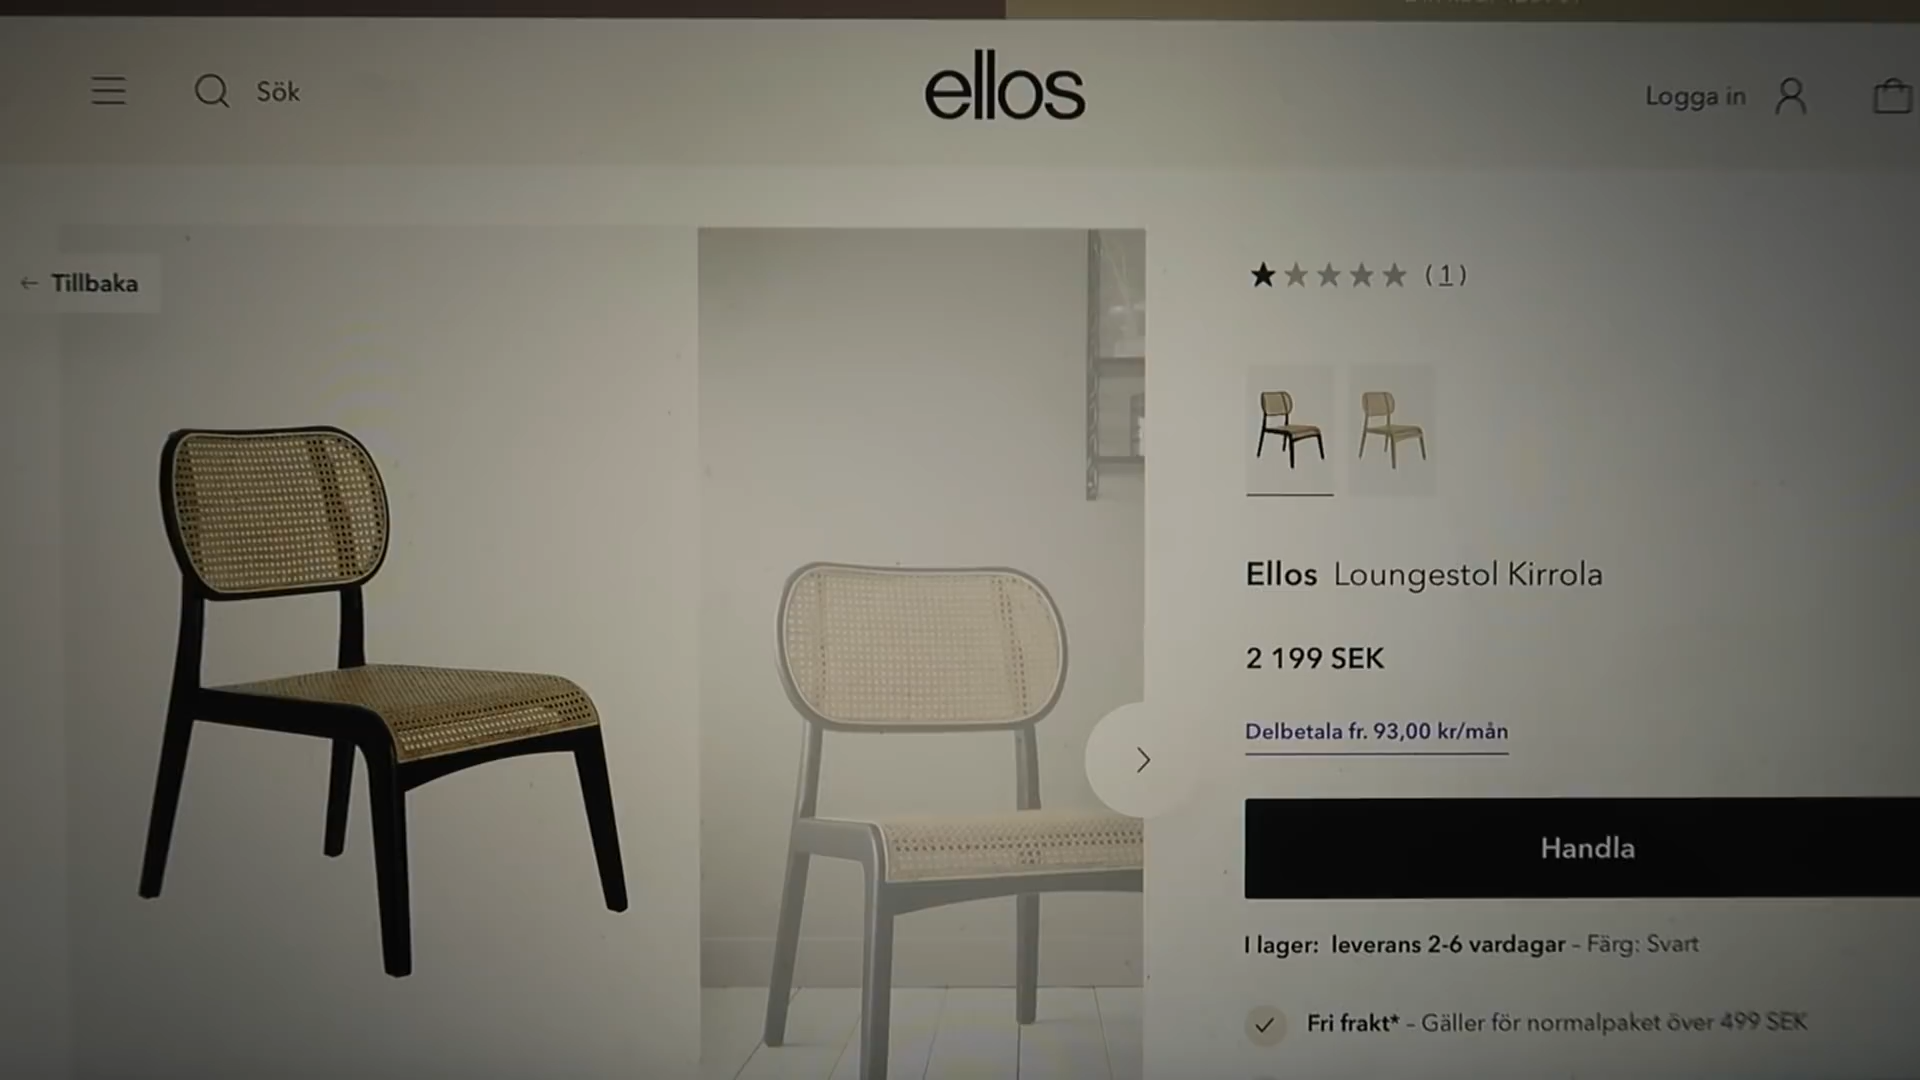 Sök
ellos
Logga in
← Tillbaka
(1)
Ellos Loungestol Kirrola
2 199 SEK
Delbetala fr. 93,00 kr/mån
Handla
I lager: leverans 2-6 vardagar – Färg: Svart
Fri frakt* – Gäller för normalpaket över 499 SEK